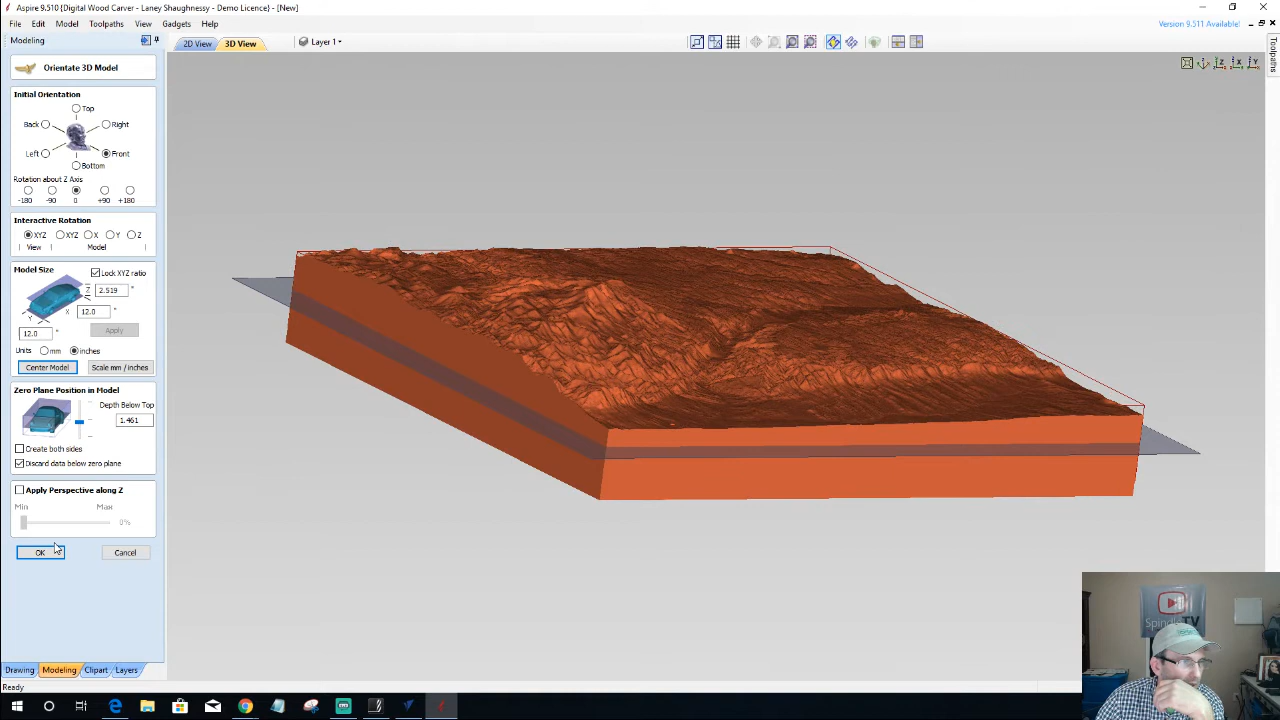 Aspire 9.510 {Digital Wood Carver - Laney Shaughnessy - Demo Licence} - [New]
File Edit Model Toolpaths View Gadgets Help
Version 9.511 Available!
Modeling
2D View 3D View Layer 1
Toolpaths
Orientate 3D Model
Initial Orientation
Top
Back Right
Left Front
Bottom
Rotation about Z Axis
-180 -90 0 +90 +180
Interactive Rotation
XYZ XYZ X Y Z
View Model
Model Size
Lock XYZ ratio
Z 2.519 "
X 12.0 "
Y
12.0 "
Apply
Units mm inches
Center Model Scale mm / inches
Zero Plane Position in Model
Depth Below Top
1.461
Create both sides
Discard data below zero plane
Apply Perspective along Z
Min Max
0%
OK Cancel
Drawing Modeling Clipart Layers
Ready
SpindleTV